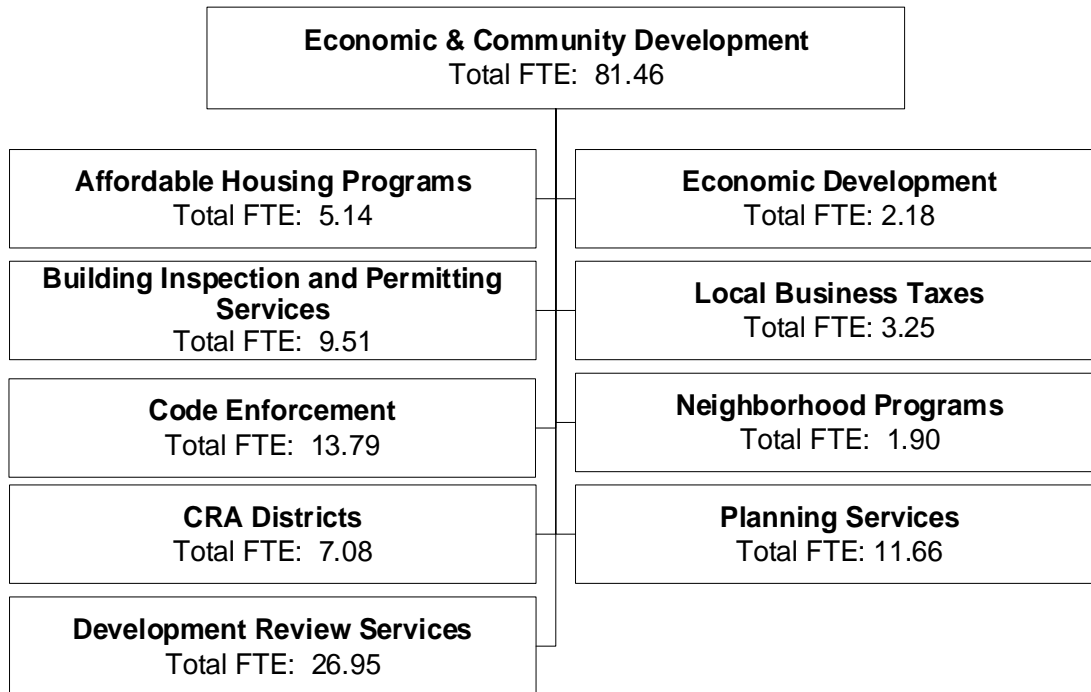 Economic & Community Development
Total FTE: 81.46
Affordable Housing Programs
Total FTE: 5.14
Building Inspection and Permitting
Services
Total FTE: 9.51
Code Enforcement
Total FTE: 13.79
CRA Districts
Total FTE: 7.08
Development Review Services
Total FTE: 26.95
Economic Development
Total FTE: 2.18
Local Business Taxes
Total FTE: 3.25
Neighborhood Programs
Total FTE: 1.90
Planning Services
Total FTE: 11.66